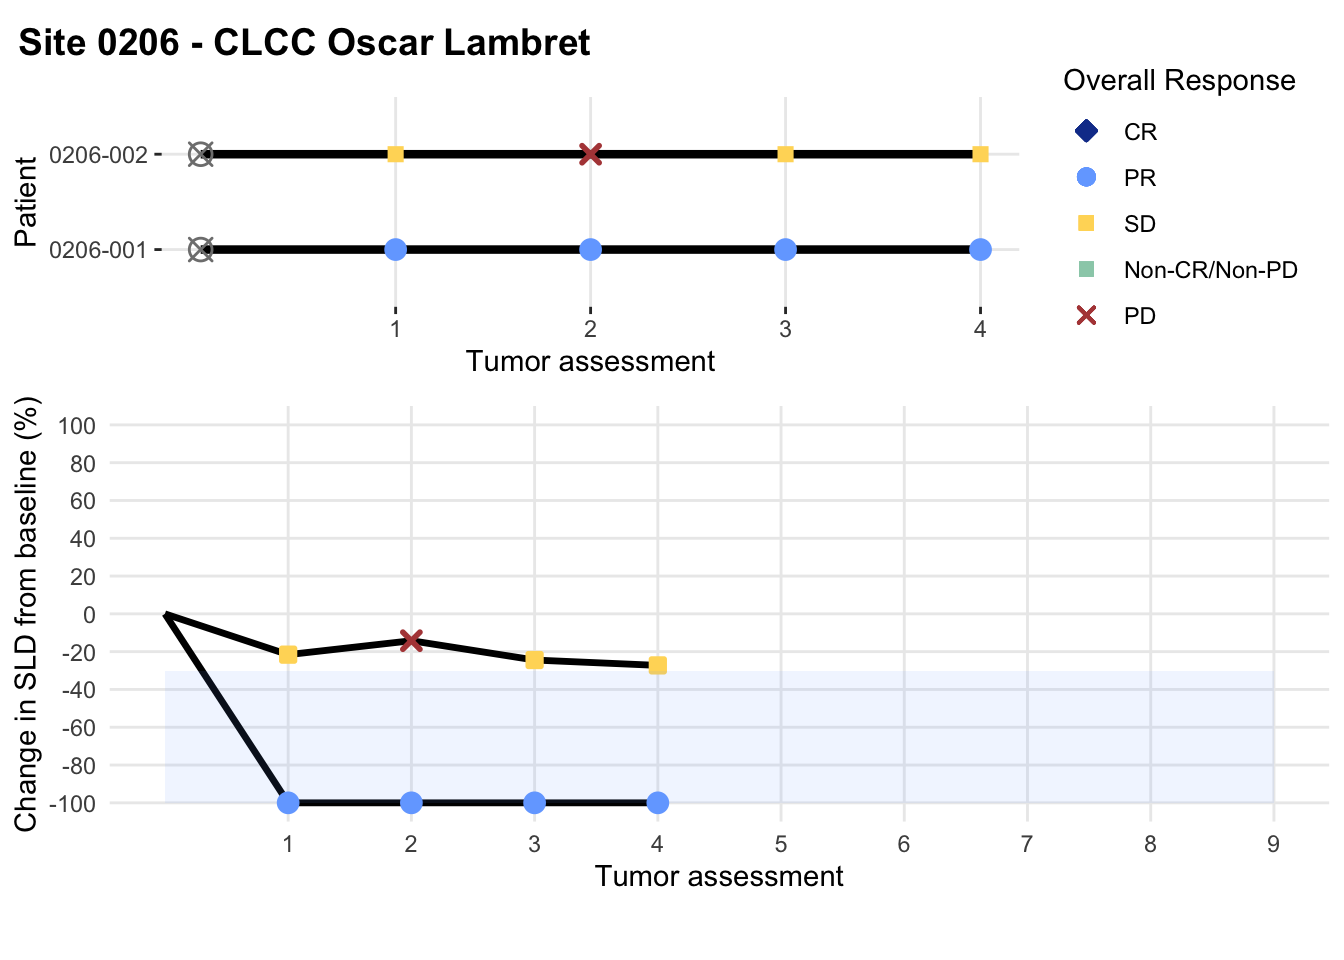 Site 0206 - CLCC Oscar Lambret
Patient
0206-002
0206-001
1 2 3 4
Tumor assessment
Overall Response
CR
PR
SD
Non-CR/Non-PD
PD
Change in SLD from baseline (%)
100
80
60
40
20
0
-20
-40
-60
-80
-100
1 2 3 4 5 6 7 8 9
Tumor assessment